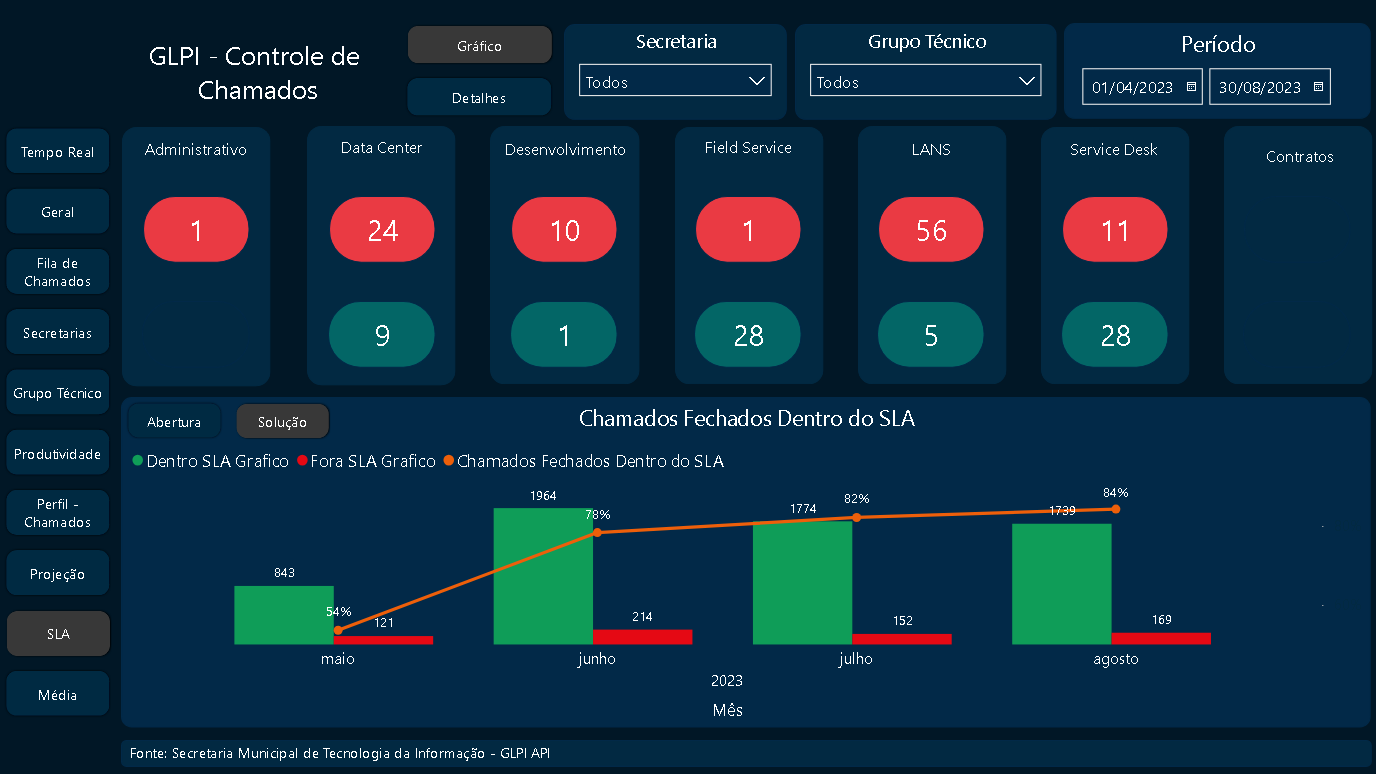 GLPI - Controle de
Chamados
Gráfico
Detalhes
Secretaria
Todos
Grupo Técnico
Todos
Período
01/04/2023
30/08/2023
Tempo Real
Geral
Fila de
Chamados
Secretarias
Grupo Técnico
Produtividade
Perfil -
Chamados
Projeção
SLA
Média
Administrativo
1
Data Center
24
9
Desenvolvimento
10
1
Field Service
1
28
LANS
56
5
Service Desk
11
28
Contratos
Abertura
Solução
Chamados Fechados Dentro do SLA
Dentro SLA Grafico
Fora SLA Grafico
Chamados Fechados Dentro do SLA
843
54%
121
1964
78%
214
1774
82%
152
1739
84%
169
maio
junho
julho
agosto
2023
Mês
Fonte: Secretaria Municipal de Tecnologia da Informação - GLPI API